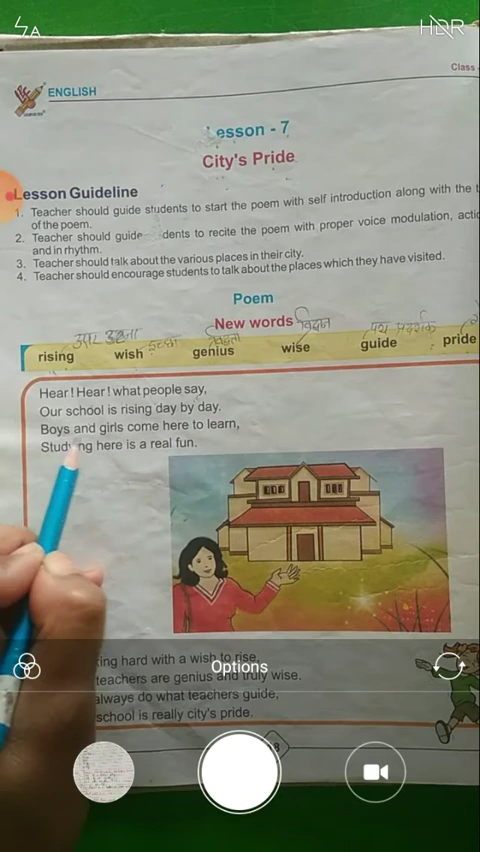 HDR
Class
ENGLISH
esson - 7
City's Pride
Lesson Guideline
1. Teacher should guide students to start the poem with self introduction along with the
of the poem.
2. Teacher should guide dents to recite the poem with proper voice modulation,
and in rhythm.
3. Teacher should talk about the various places in their city.
4. Teacher should encourage students to talk about the places which they have visited.
Poem
New words
ऊपर उठना इच्छा विद्वान
rising wish genius wise guide pride
Hear ! Hear ! what people say,
Our school is rising day by day.
Boys and girls come here to learn,
Studying here is a real fun.
ing hard with a wish to rise,
Options
teachers are genius and truly wise.
always do what teachers guide,
school is really city's pride.
8